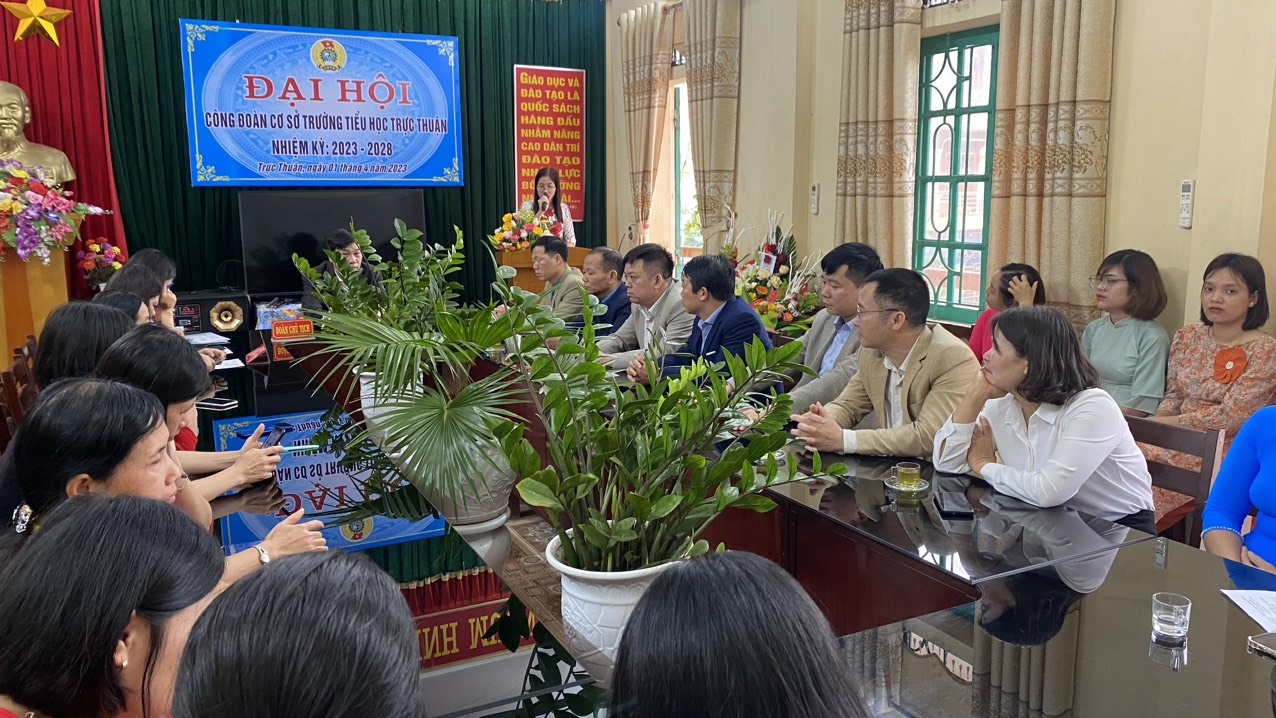 ĐẠI HỘI
CÔNG ĐOÀN CƠ SỞ TRƯỜNG TIỂU HỌC TRỰC THUẬN
NHIỆM KỲ: 2023 - 2028
Trực Thuận, ngày 01 tháng 4 năm 2023
GIÁO DỤC VÀ
ĐÀO TẠO LÀ
QUỐC SÁCH
HÀNG ĐẦU
NHẰM NÂNG
CAO DÂN TRÍ
ĐÀO TẠO
ĐOÀN CHỦ TỊCH